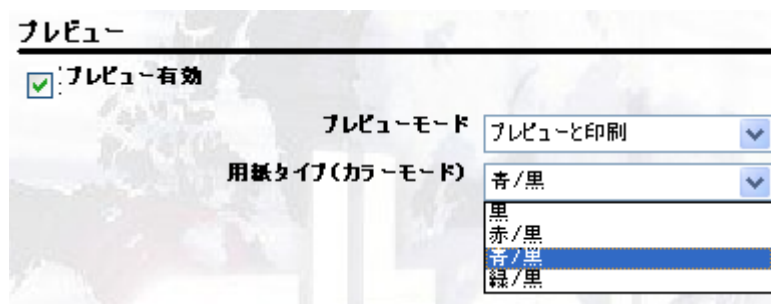 プレビュー
プレビュー有効
プレビューモード プレビューと印刷
用紙タイプ(カラーモード) 青/黒
黒
赤/黒
青/黒
緑/黒